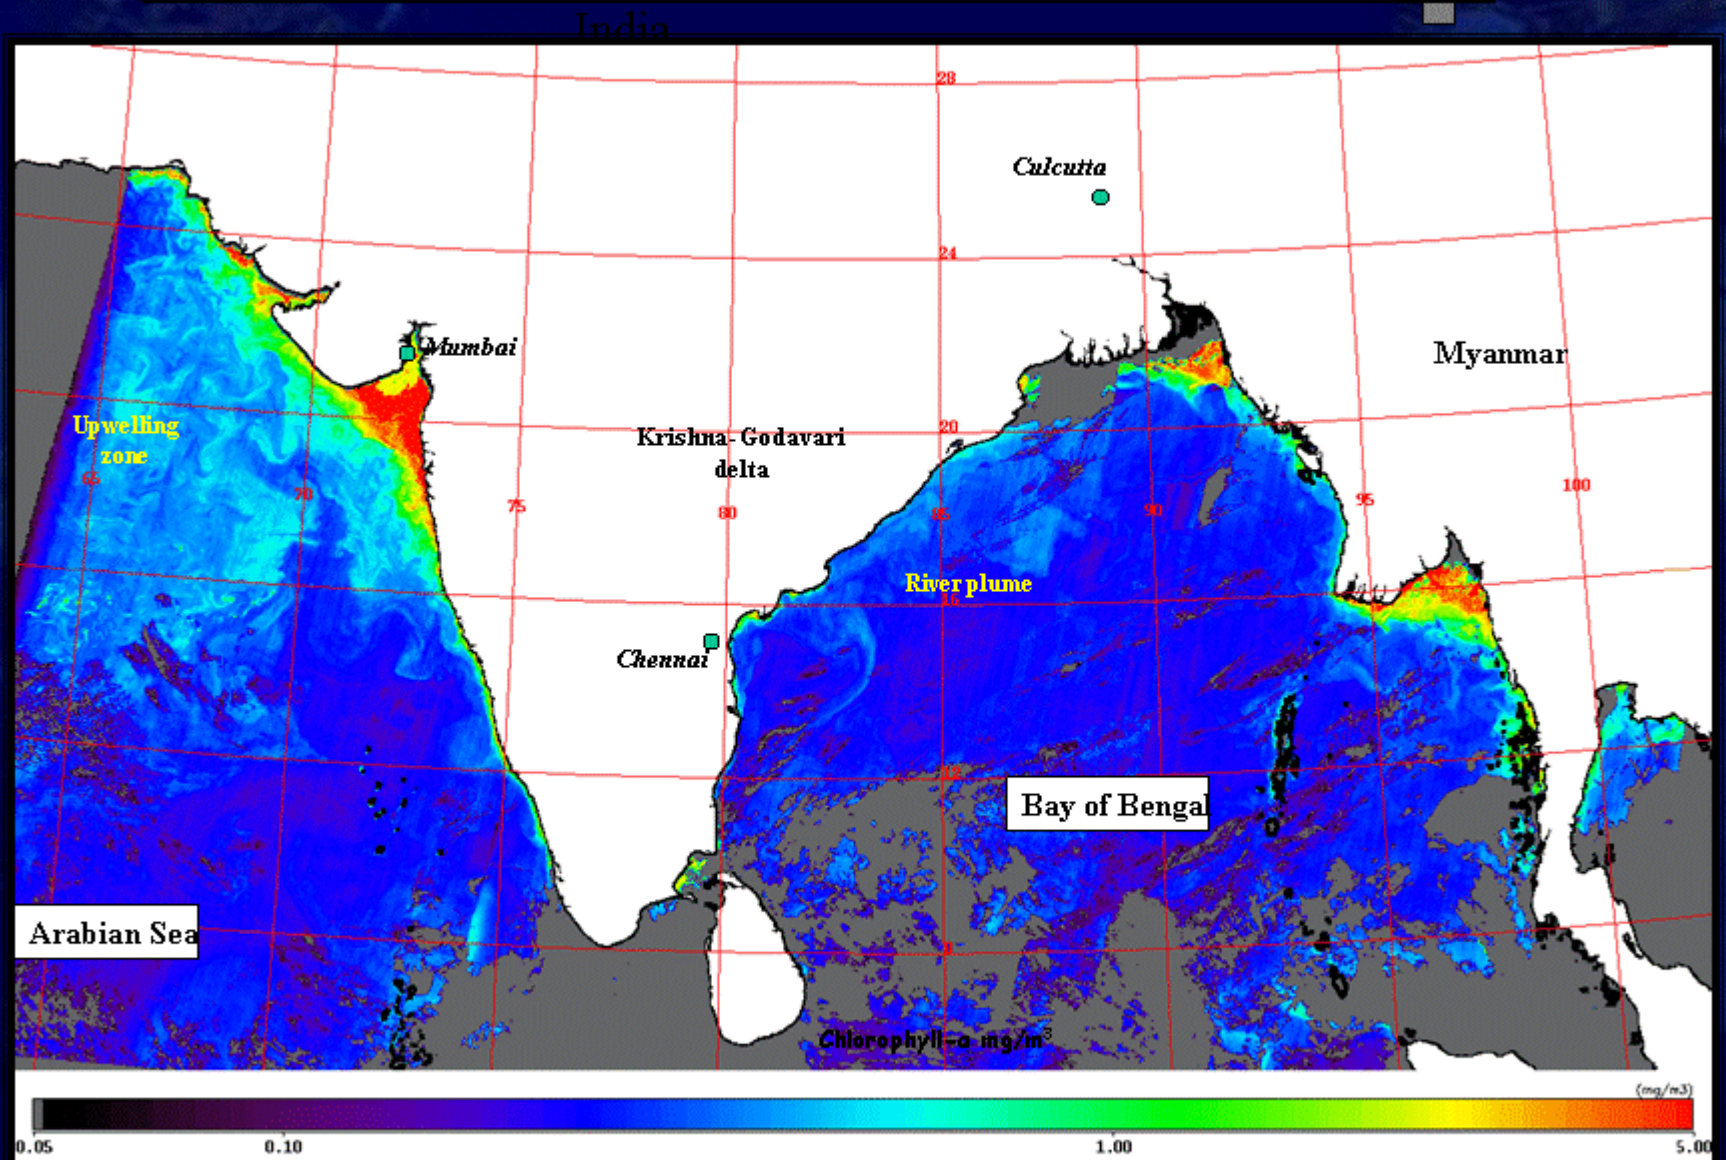 India
28
Culcutta
24
Mumbai
Myanmar
Upwelling
zone
Krishna-Godavari
delta
20
65
70
75
80
85
90
95
100
River plume
16
Chennai
12
Bay of Bengal
Arabian Sea
8
Chlorophyll-a mg/m³
(mg/m3)
0.05 0.10 1.00 5.00